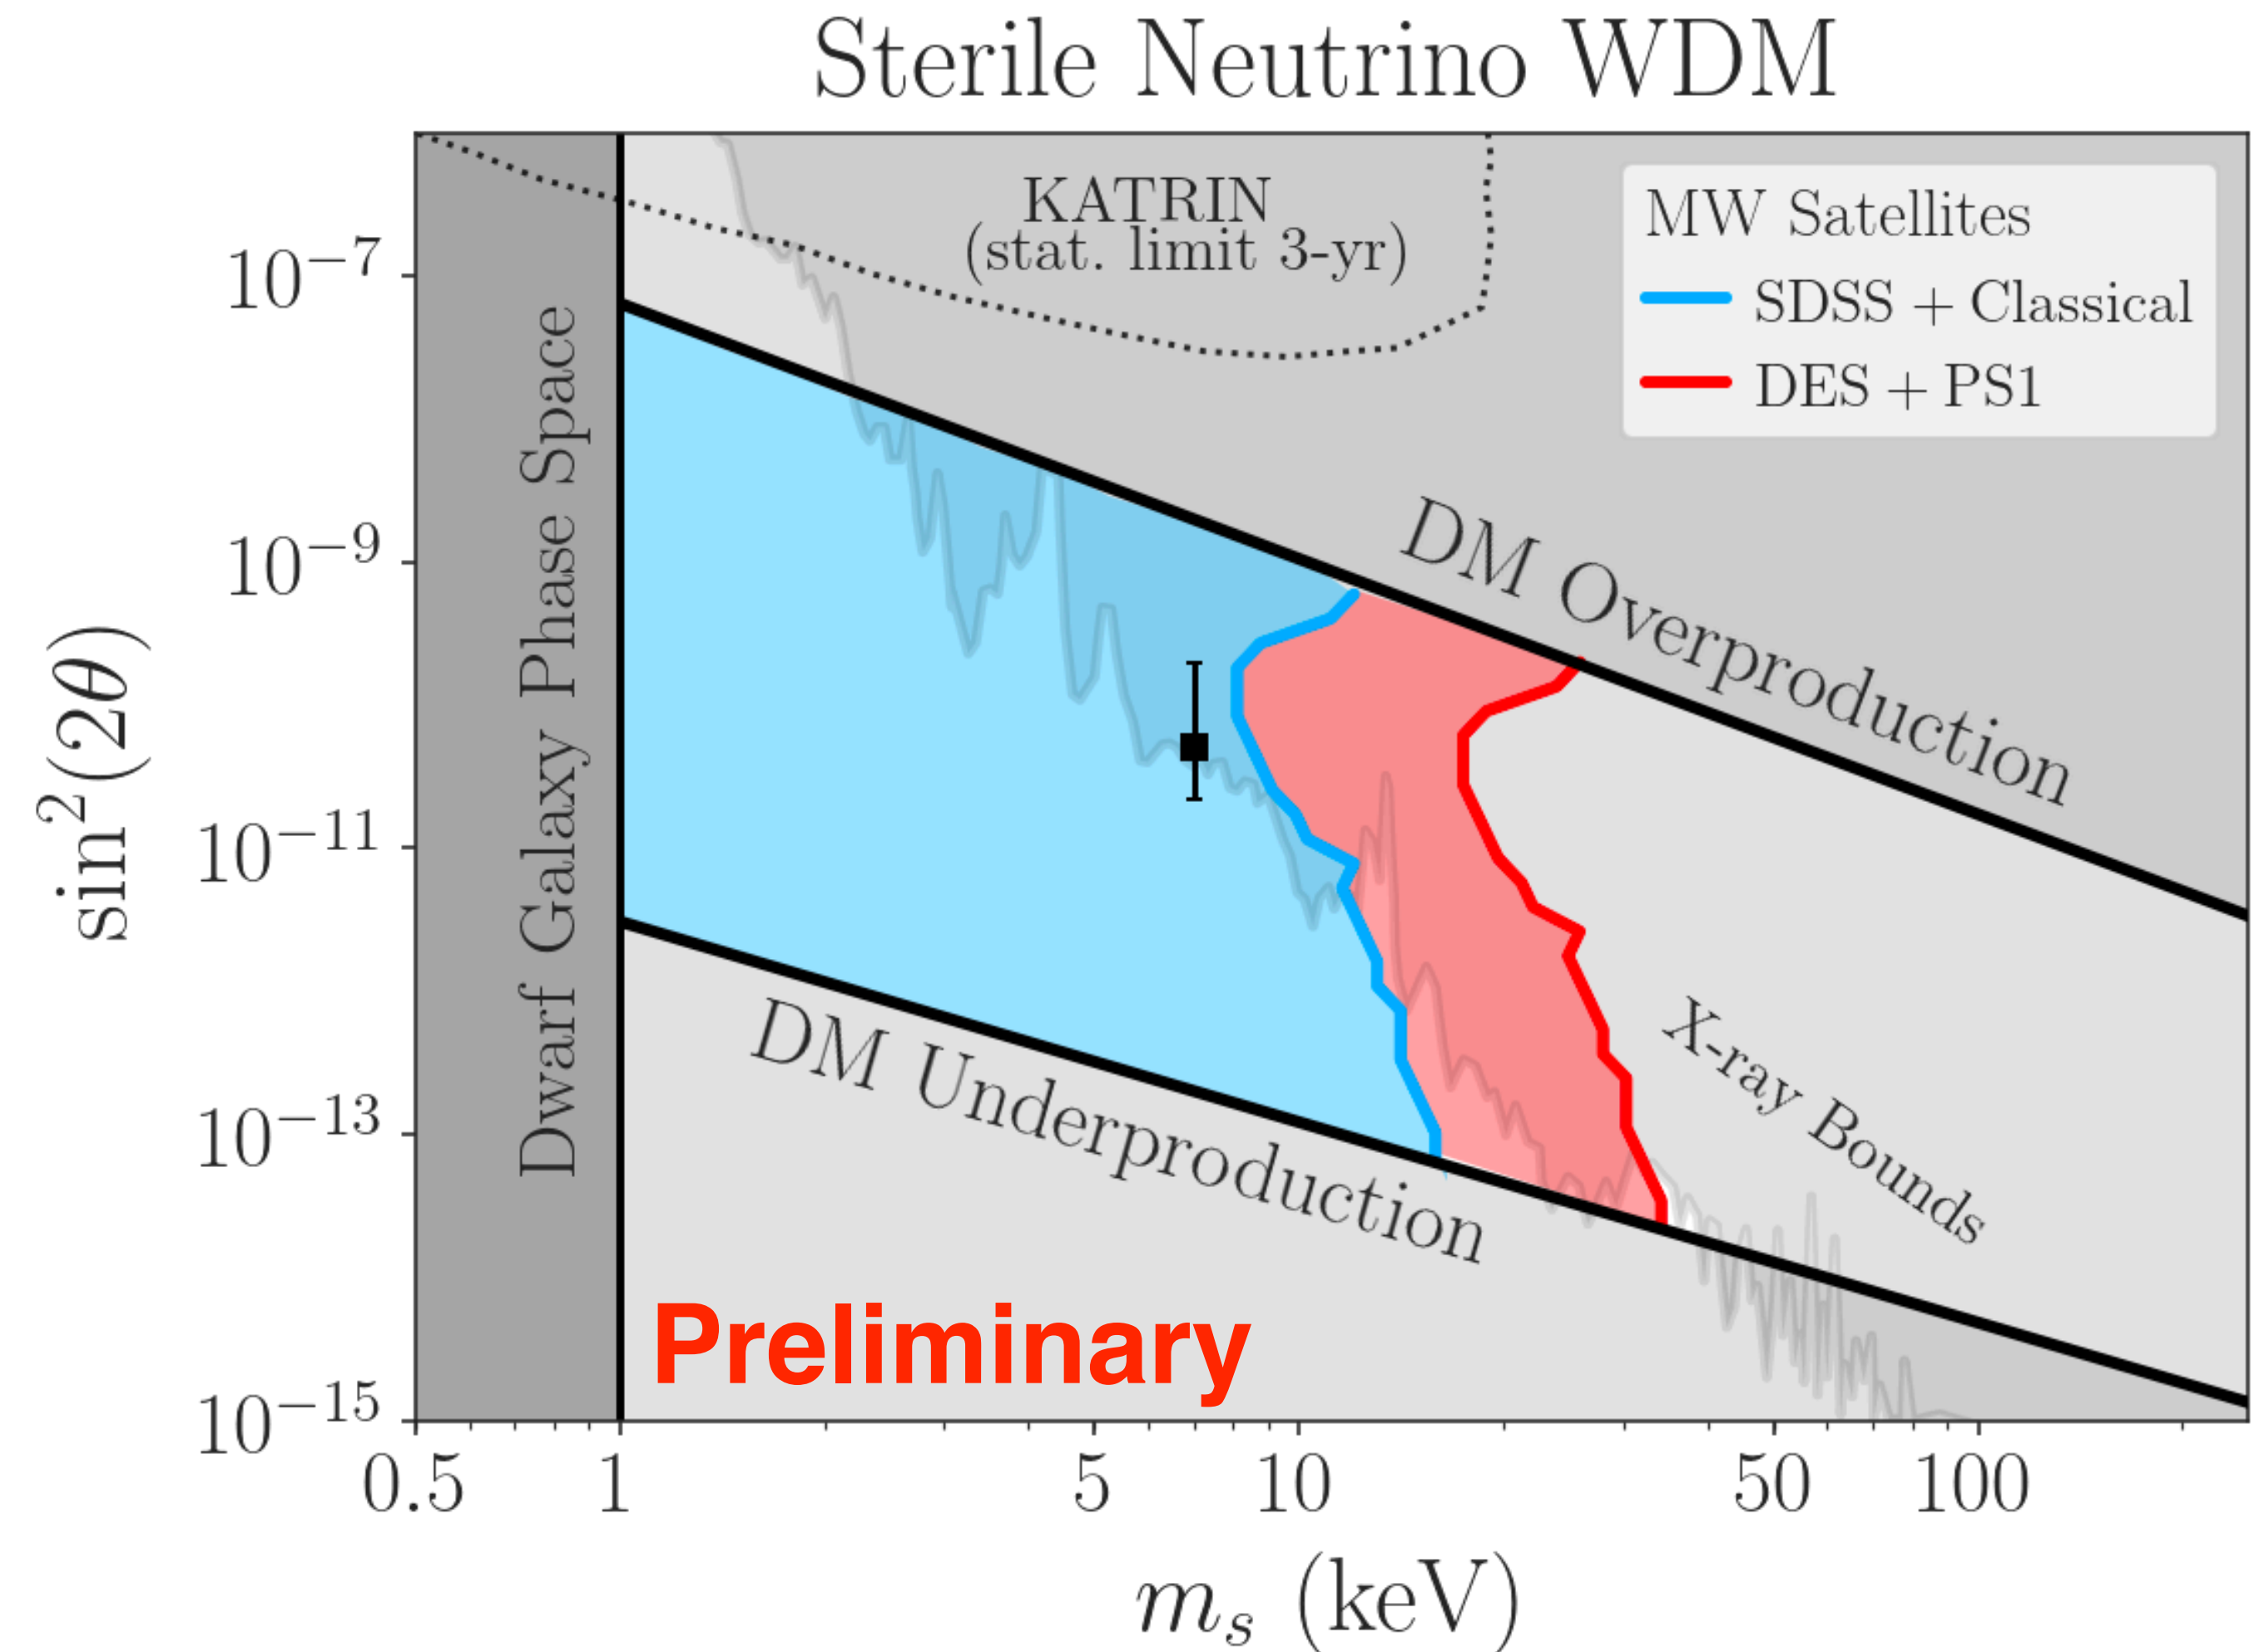 Sterile Neutrino WDM
KATRIN
(stat. limit 3-yr)
MW Satellites
SDSS + Classical
DES + PS1
10⁻⁷
10⁻⁹
10⁻¹¹
10⁻¹³
10⁻¹⁵
sin²(2θ)
Dwarf Galaxy Phase Space
DM Overproduction
DM Underproduction
X-ray Bounds
Preliminary
0.5 1 5 10 50 100
mₛ (keV)